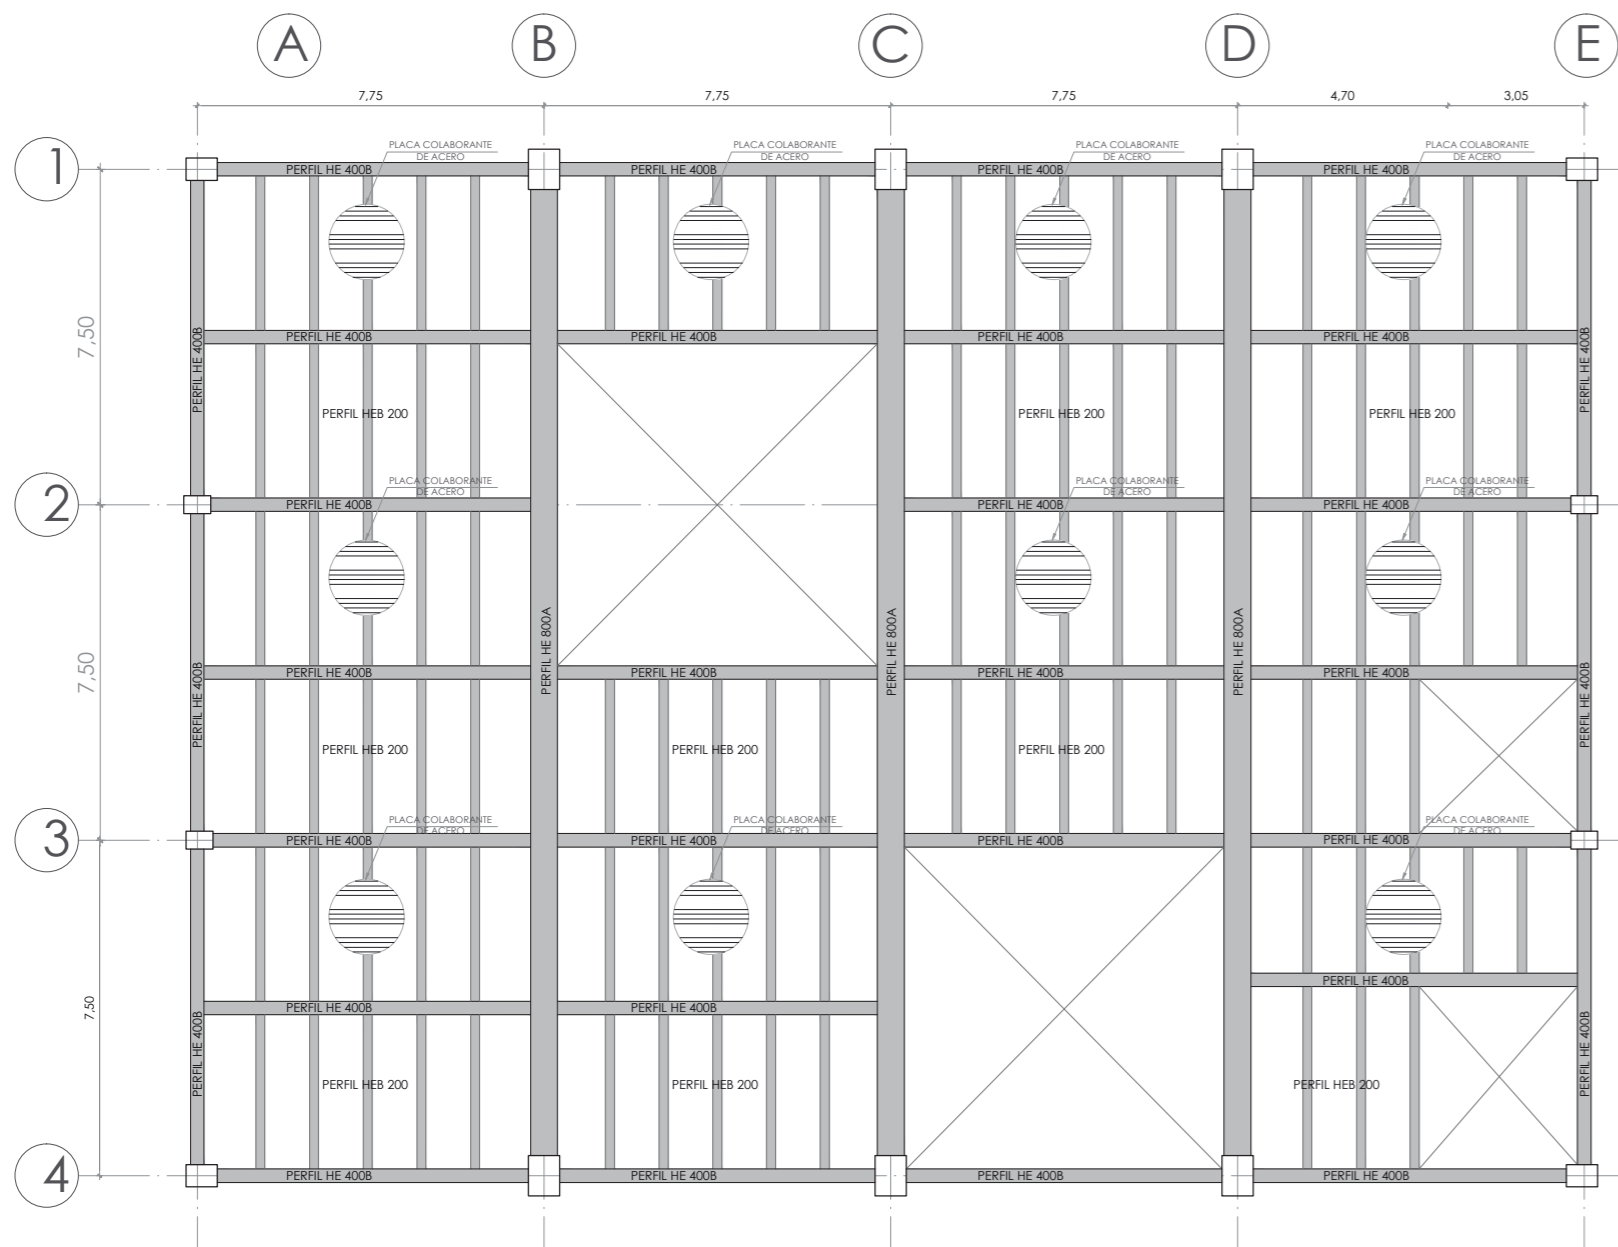 A
B
C
D
E
7,75
7,75
7,75
4,70
3,05
PLACA COLABORANTE
DE ACERO
PLACA COLABORANTE
DE ACERO
PLACA COLABORANTE
DE ACERO
PLACA COLABORANTE
DE ACERO
1
PERFIL HE 400B
PERFIL HE 400B
PERFIL HE 400B
PERFIL HE 400B
7,50
PERFIL HE 400B
PERFIL HE 400B
PERFIL HE 400B
PERFIL HE 400B
PERFIL HE 400B
PERFIL HE 400B
PERFIL HEB 200
PERFIL HEB 200
PERFIL HEB 200
PLACA COLABORANTE
DE ACERO
PLACA COLABORANTE
DE ACERO
PLACA COLABORANTE
DE ACERO
2
PERFIL HE 400B
PERFIL HE 400B
PERFIL HE 400B
7,50
PERFIL HE 400B
PERFIL HE 800A
PERFIL HE 800A
PERFIL HE 800A
PERFIL HE 400B
PERFIL HE 400B
PERFIL HE 400B
PERFIL HE 400B
PERFIL HE 400B
PERFIL HEB 200
PERFIL HEB 200
PERFIL HEB 200
PLACA COLABORANTE
DE ACERO
PLACA COLABORANTE
DE ACERO
PLACA COLABORANTE
DE ACERO
3
PERFIL HE 400B
PERFIL HE 400B
PERFIL HE 400B
PERFIL HE 400B
7,50
PERFIL HE 400B
PERFIL HE 400B
PERFIL HE 400B
PERFIL HE 400B
PERFIL HE 400B
PERFIL HEB 200
PERFIL HEB 200
PERFIL HEB 200
4
PERFIL HE 400B
PERFIL HE 400B
PERFIL HE 400B
PERFIL HE 400B